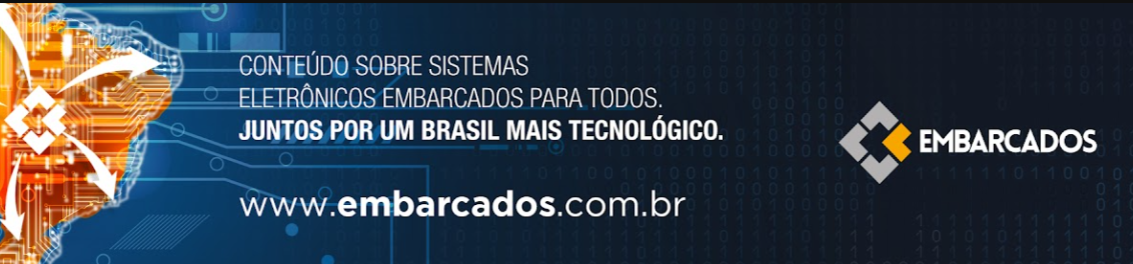 CONTEÚDO SOBRE SISTEMAS
ELETRÔNICOS EMBARCADOS PARA TODOS.
JUNTOS POR UM BRASIL MAIS TECNOLÓGICO.
www.embarcados.com.br
EMBARCADOS